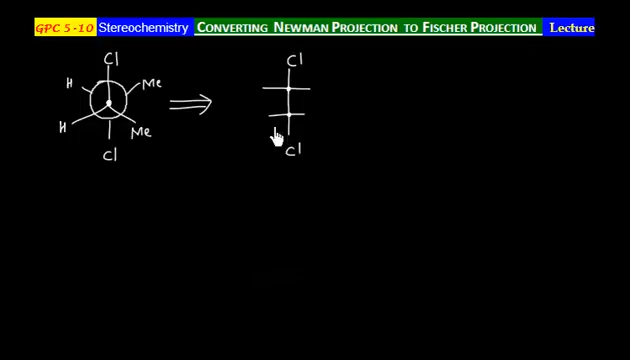 GPC 5-10 Stereochemistry CONVERTING NEWMAN PROJECTION TO FISCHER PROJECTION Lecture
Cl Cl
H Me
H Me
Cl Cl